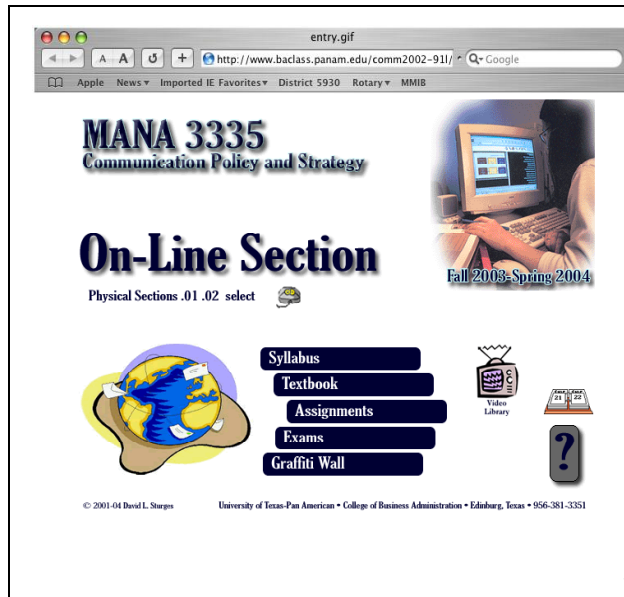 entry.gif
A A
http://www.baclass.panam.edu/comm2002-91l/
Q Google
Apple News Imported IE Favorites District 5930 Rotary MMIB
MANA 3335
Communication Policy and Strategy
On-Line Section
Fall 2003-Spring 2004
Physical Sections .01 .02 select
Syllabus
Textbook
Assignments
Exams
Graffiti Wall
Video
Library
21 22
?
© 2001-04 David L. Sturges
University of Texas-Pan American • College of Business Administration • Edinburg, Texas • 956-381-3351